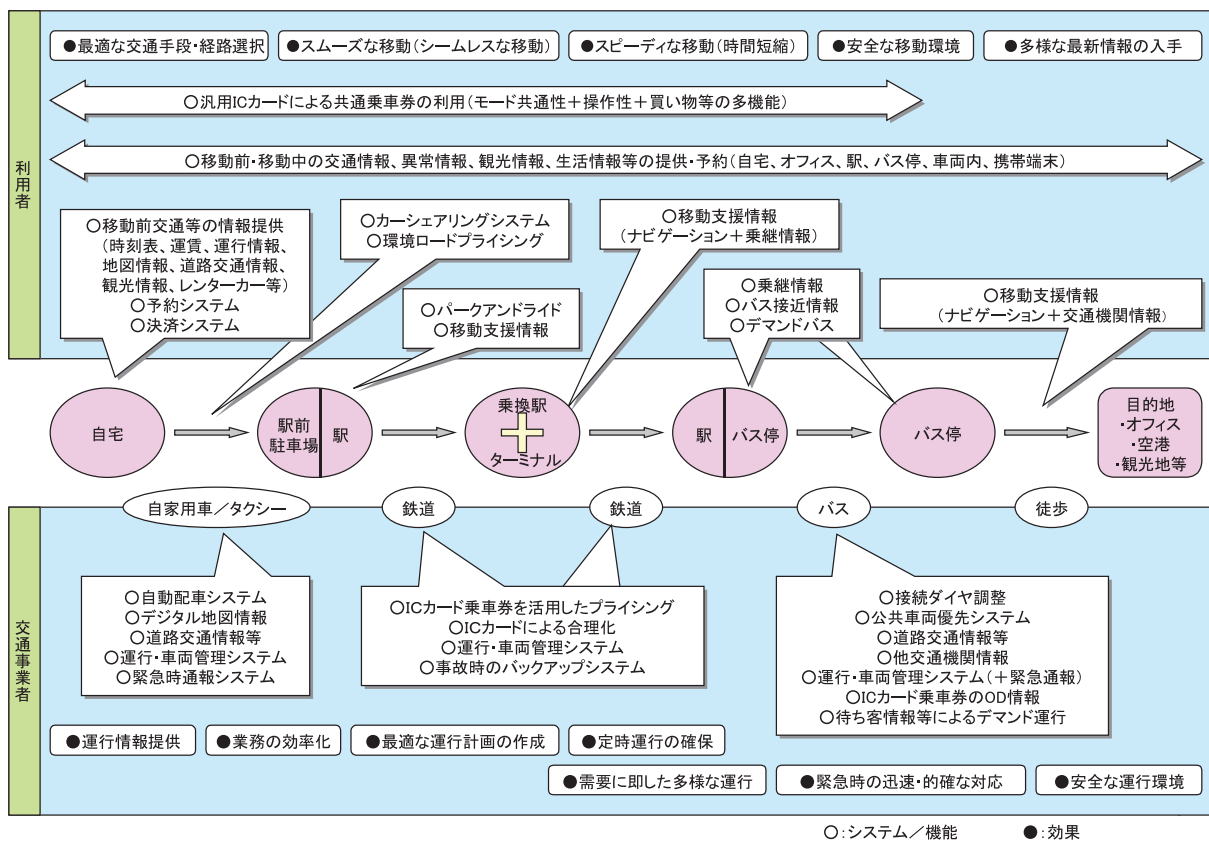 利用者
●最適な交通手段・経路選択
●スムーズな移動(シームレスな移動)
●スピーディな移動(時間短縮)
●安全な移動環境
●多様な最新情報の入手
○汎用ICカードによる共通乗車券の利用(モード共通性＋操作性＋買い物等の多機能)
○移動前・移動中の交通情報、異常情報、観光情報、生活情報等の提供・予約(自宅、オフィス、駅、バス停、車両内、携帯端末)
○移動前交通等の情報提供
(時刻表、運賃、運行情報、
地図情報、道路交通情報、
観光情報、レンターカー等)
○予約システム
○決済システム
○カーシェアリングシステム
○環境ロードプライシング
○パークアンドライド
○移動支援情報
○移動支援情報
(ナビゲーション＋乗継情報)
○乗継情報
○バス接近情報
○デマンドバス
○移動支援情報
(ナビゲーション＋交通機関情報)
自宅
駅前
駐車場
駅
乗換駅
ターミナル
駅
バス停
バス停
目的地
・オフィス
・空港
・観光地等
自家用車／タクシー
鉄道
鉄道
バス
徒歩
交通事業者
○自動配車システム
○デジタル地図情報
○道路交通情報等
○運行・車両管理システム
○緊急時通報システム
○ICカード乗車券を活用したプライシング
○ICカードによる合理化
○運行・車両管理システム
○事故時のバックアップシステム
○接続ダイヤ調整
○公共車両優先システム
○道路交通情報等
○他交通機関情報
○運行・車両管理システム(＋緊急通報)
○ICカード乗車券のOD情報
○待ち客情報等によるデマンド運行
●運行情報提供
●業務の効率化
●最適な運行計画の作成
●定時運行の確保
●需要に即した多様な運行
●緊急時の迅速・的確な対応
●安全な運行環境
○:システム／機能
●:効果